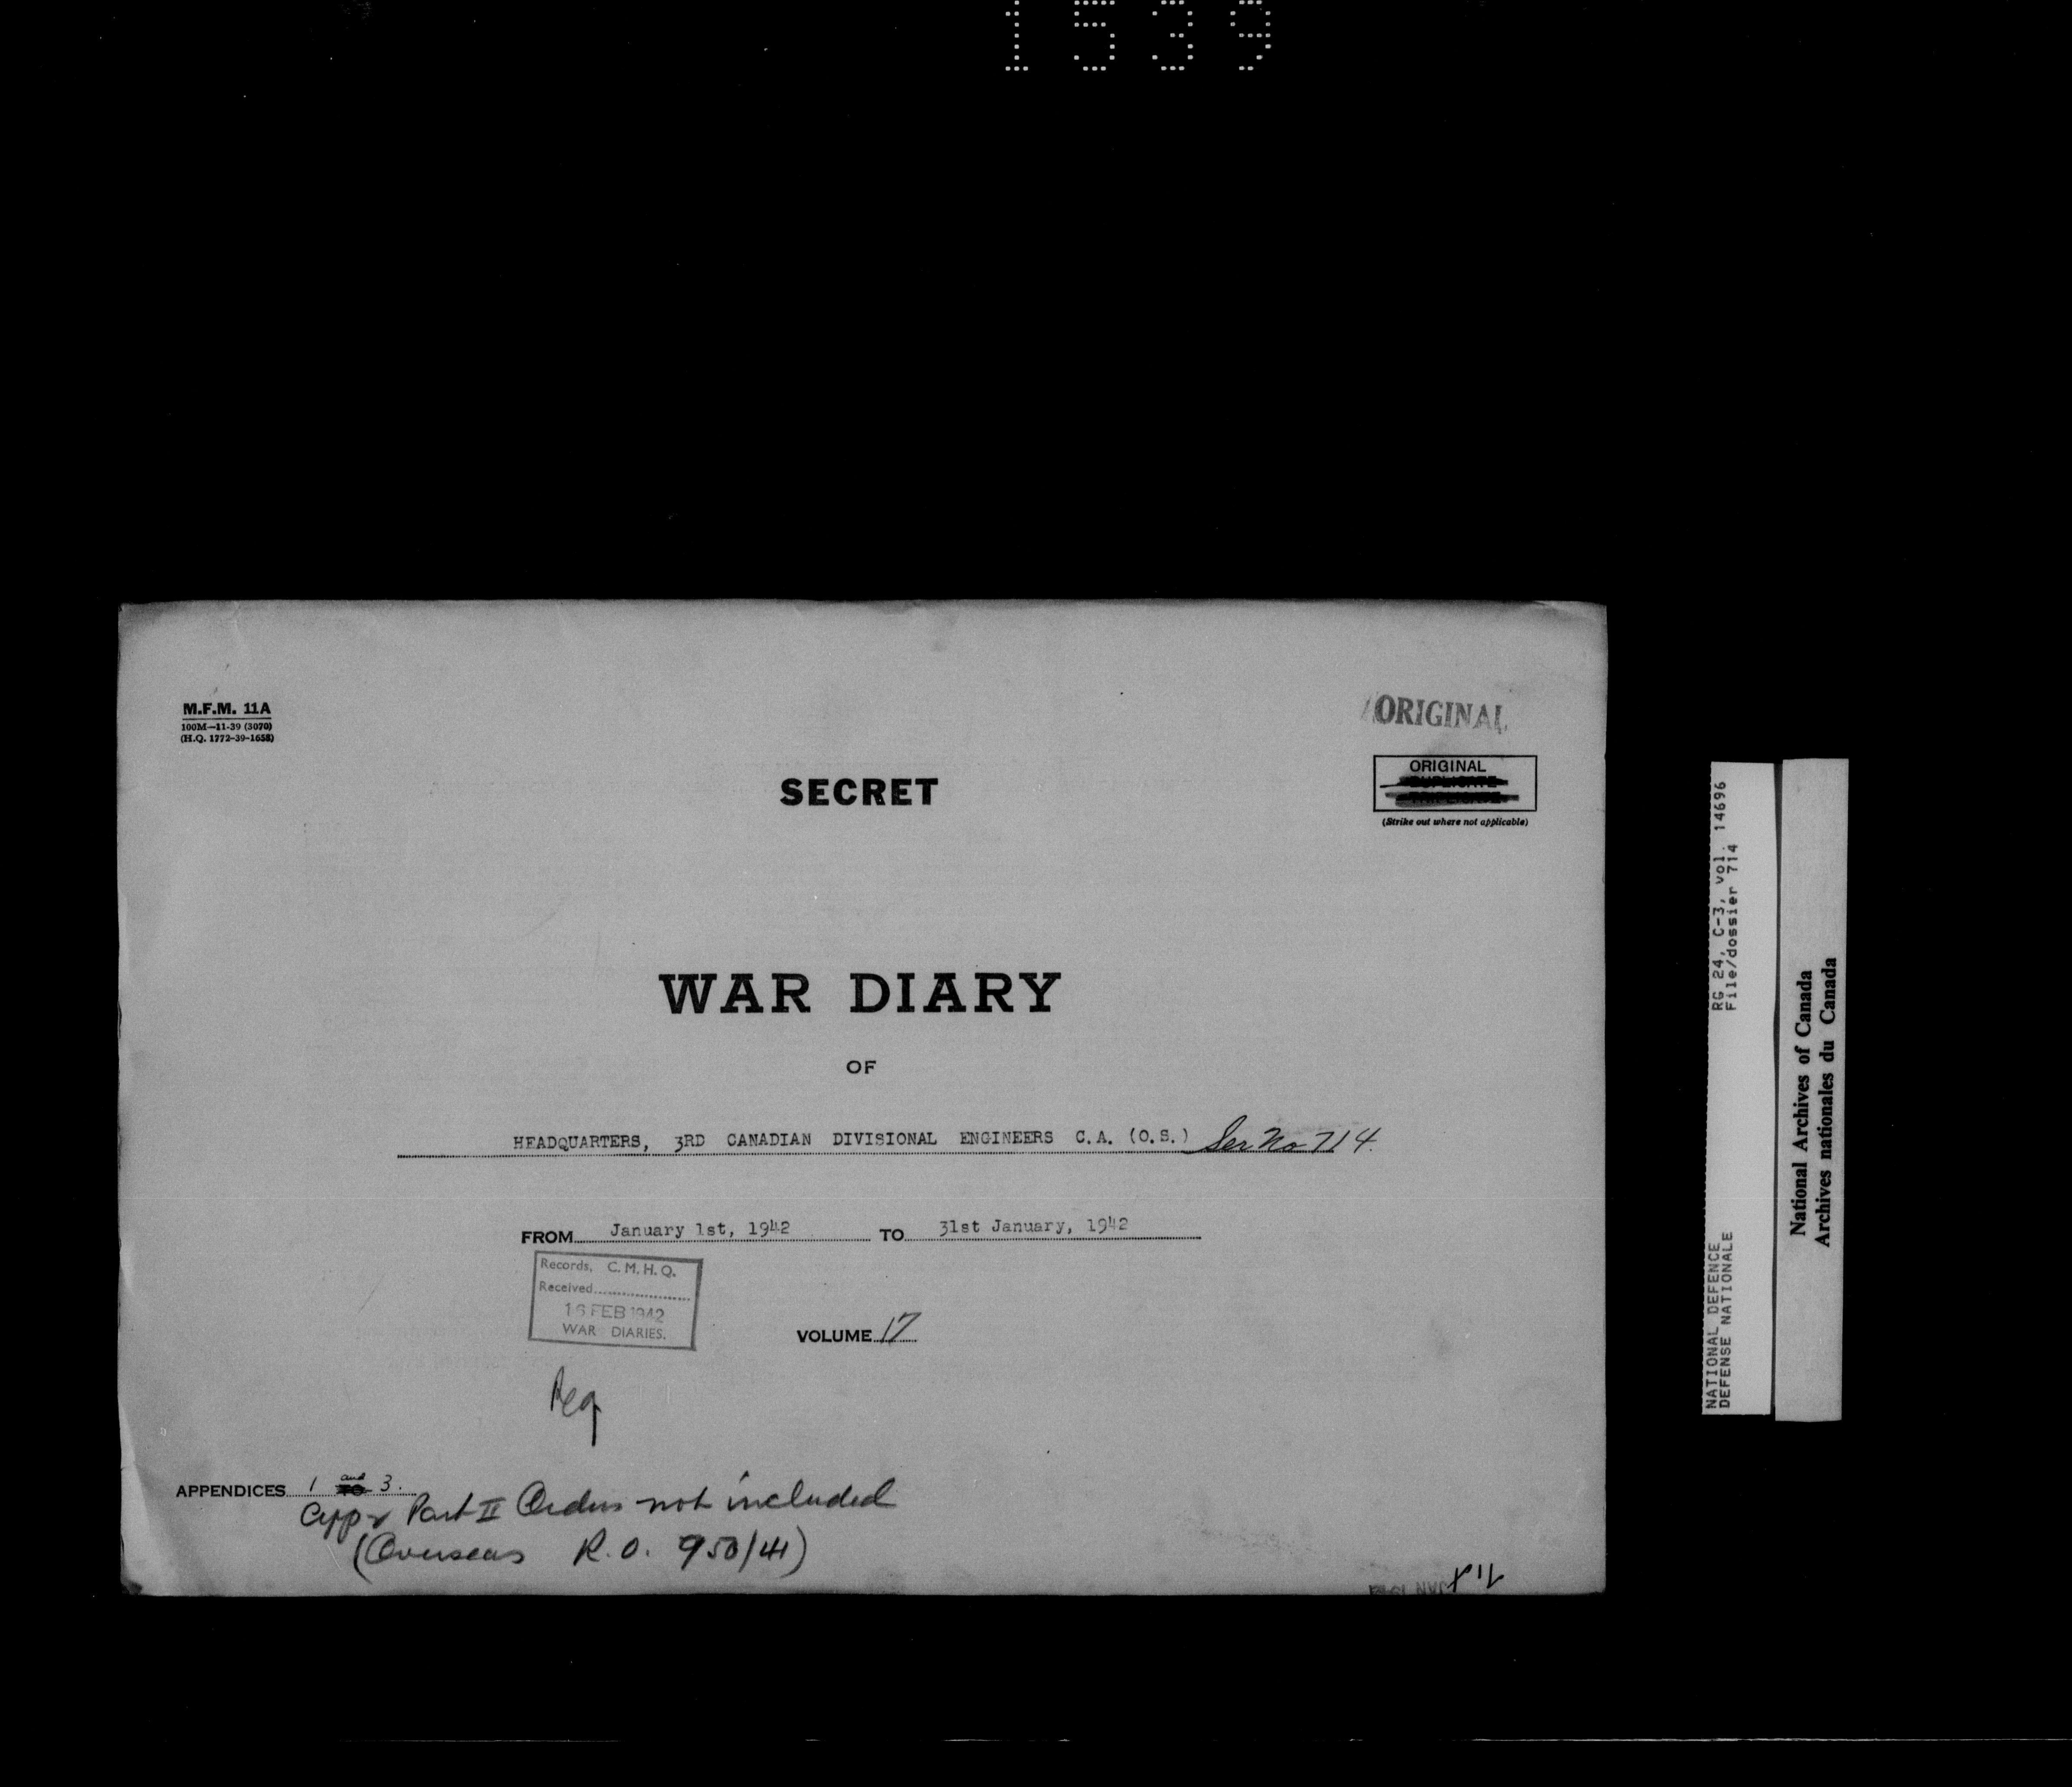 1539
M.F.M. 11A
100M—11-39 (3070)
(H.Q. 1772-39-1658)
ORIGINAL
ORIGINAL
DUPLICATE
TRIPLICATE
(Strike out where not applicable)
SECRET
WAR DIARY
OF
HEADQUARTERS, 3RD CANADIAN DIVISIONAL ENGINEERS C.A. (O.S.) Ser No 714.
FROM January 1st, 1942 TO 31st January, 1942
Records, C.M.H.Q.
Received
16 FEB 1942
WAR DIARIES.
VOLUME 17
APPENDICES 1 and 3.
Part II Orders not included
(Overseas R.O. 950/41)
RG 24, C-3, vol. 14696
File/dossier 714
NATIONAL DEFENCE
DEFENSE NATIONALE
National Archives of Canada
Archives nationales du Canada